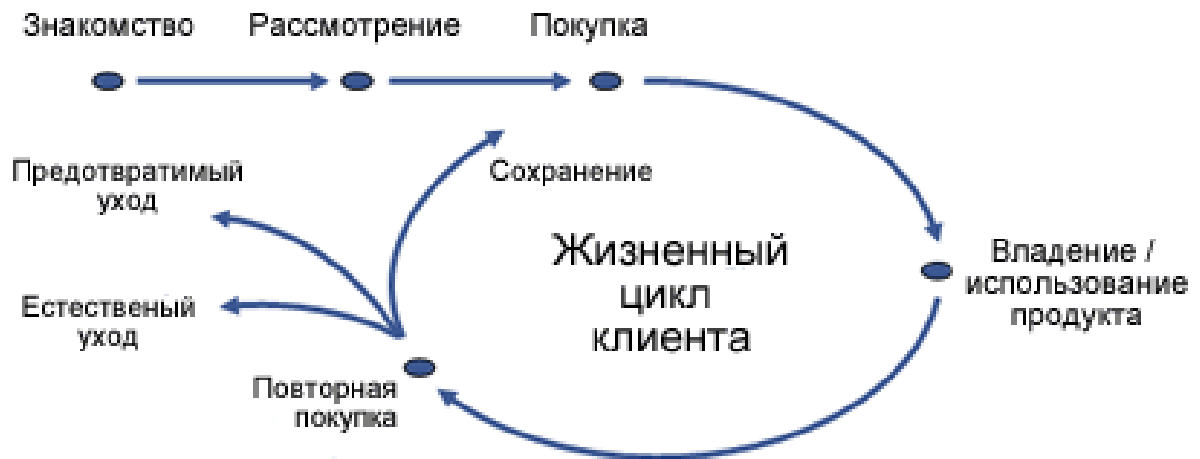 Знакомство Рассмотрение Покупка
Предотвратимый
уход
Сохранение
Жизненный
цикл
клиента
Владение /
использование
продукта
Естественый
уход
Повторная
покупка